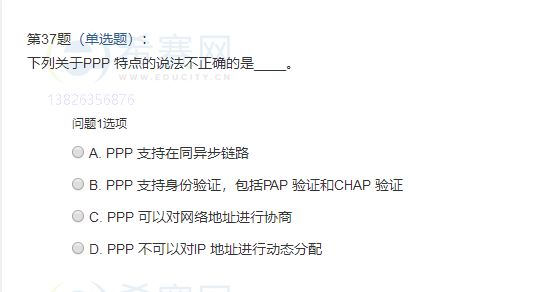 第37题（单选题）：
希赛网
下列关于PPP 特点的说法不正确的是____。
WWW.EDUCITY.CN
13826356876
问题1选项
A. PPP 支持在同异步链路
B. PPP 支持身份验证，包括PAP 验证和CHAP 验证
C. PPP 可以对网络地址进行协商
D. PPP 不可以对IP 地址进行动态分配